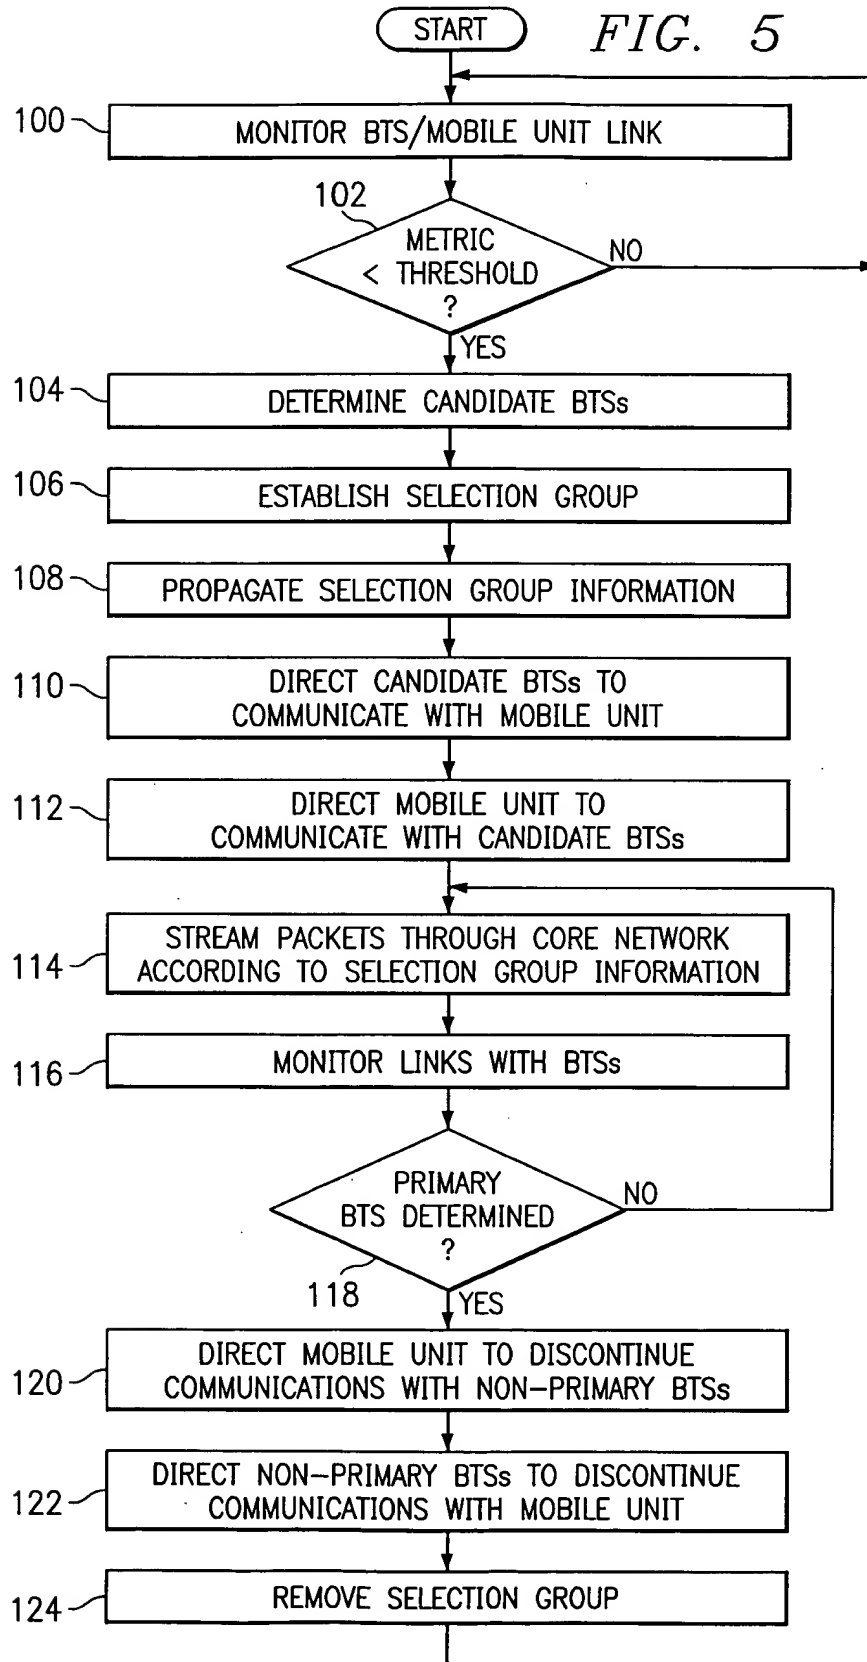 START
FIG. 5
100
MONITOR BTS/MOBILE UNIT LINK
102
METRIC
< THRESHOLD
?
NO
YES
104
DETERMINE CANDIDATE BTSs
106
ESTABLISH SELECTION GROUP
108
PROPAGATE SELECTION GROUP INFORMATION
110
DIRECT CANDIDATE BTSs TO
COMMUNICATE WITH MOBILE UNIT
112
DIRECT MOBILE UNIT TO
COMMUNICATE WITH CANDIDATE BTSs
114
STREAM PACKETS THROUGH CORE NETWORK
ACCORDING TO SELECTION GROUP INFORMATION
116
MONITOR LINKS WITH BTSs
PRIMARY
BTS DETERMINED
?
NO
118
YES
120
DIRECT MOBILE UNIT TO DISCONTINUE
COMMUNICATIONS WITH NON-PRIMARY BTSs
122
DIRECT NON-PRIMARY BTSs TO DISCONTINUE
COMMUNICATIONS WITH MOBILE UNIT
124
REMOVE SELECTION GROUP